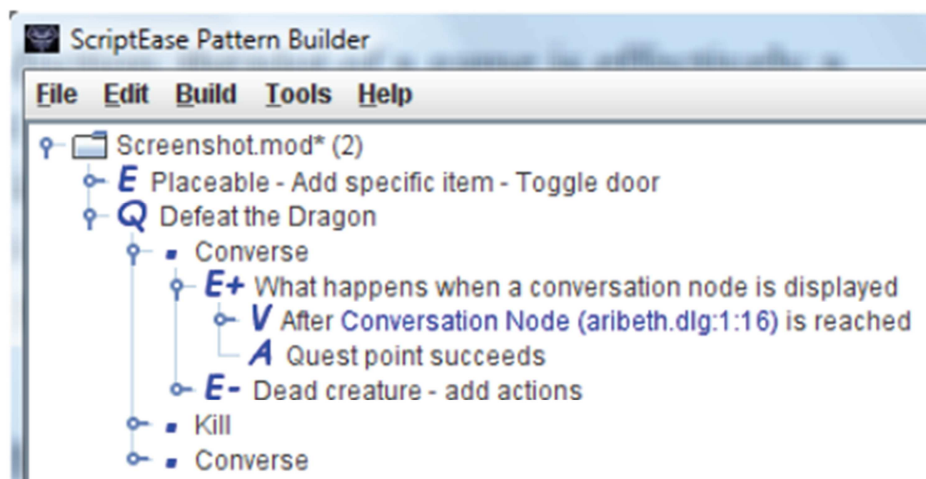 ScriptEase Pattern Builder
File Edit Build Tools Help
Screenshot.mod* (2)
E Placeable - Add specific item - Toggle door
Q Defeat the Dragon
Converse
E+ What happens when a conversation node is displayed
V After Conversation Node (aribeth.dlg:1:16) is reached
A Quest point succeeds
E- Dead creature - add actions
Kill
Converse